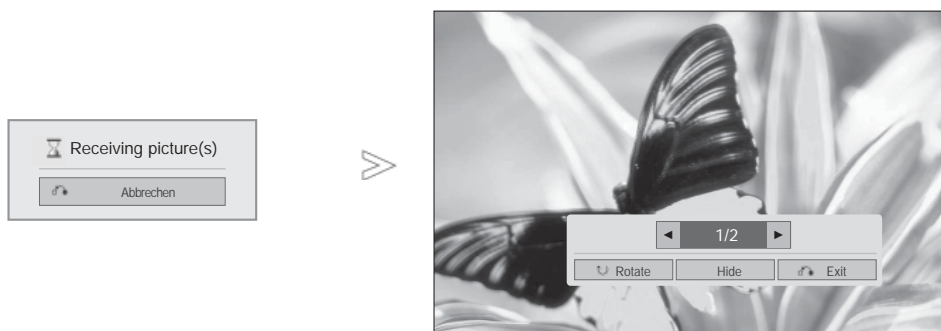 Receiving picture(s)
Abbrechen
◄ 1/2 ►
Rotate Hide Exit